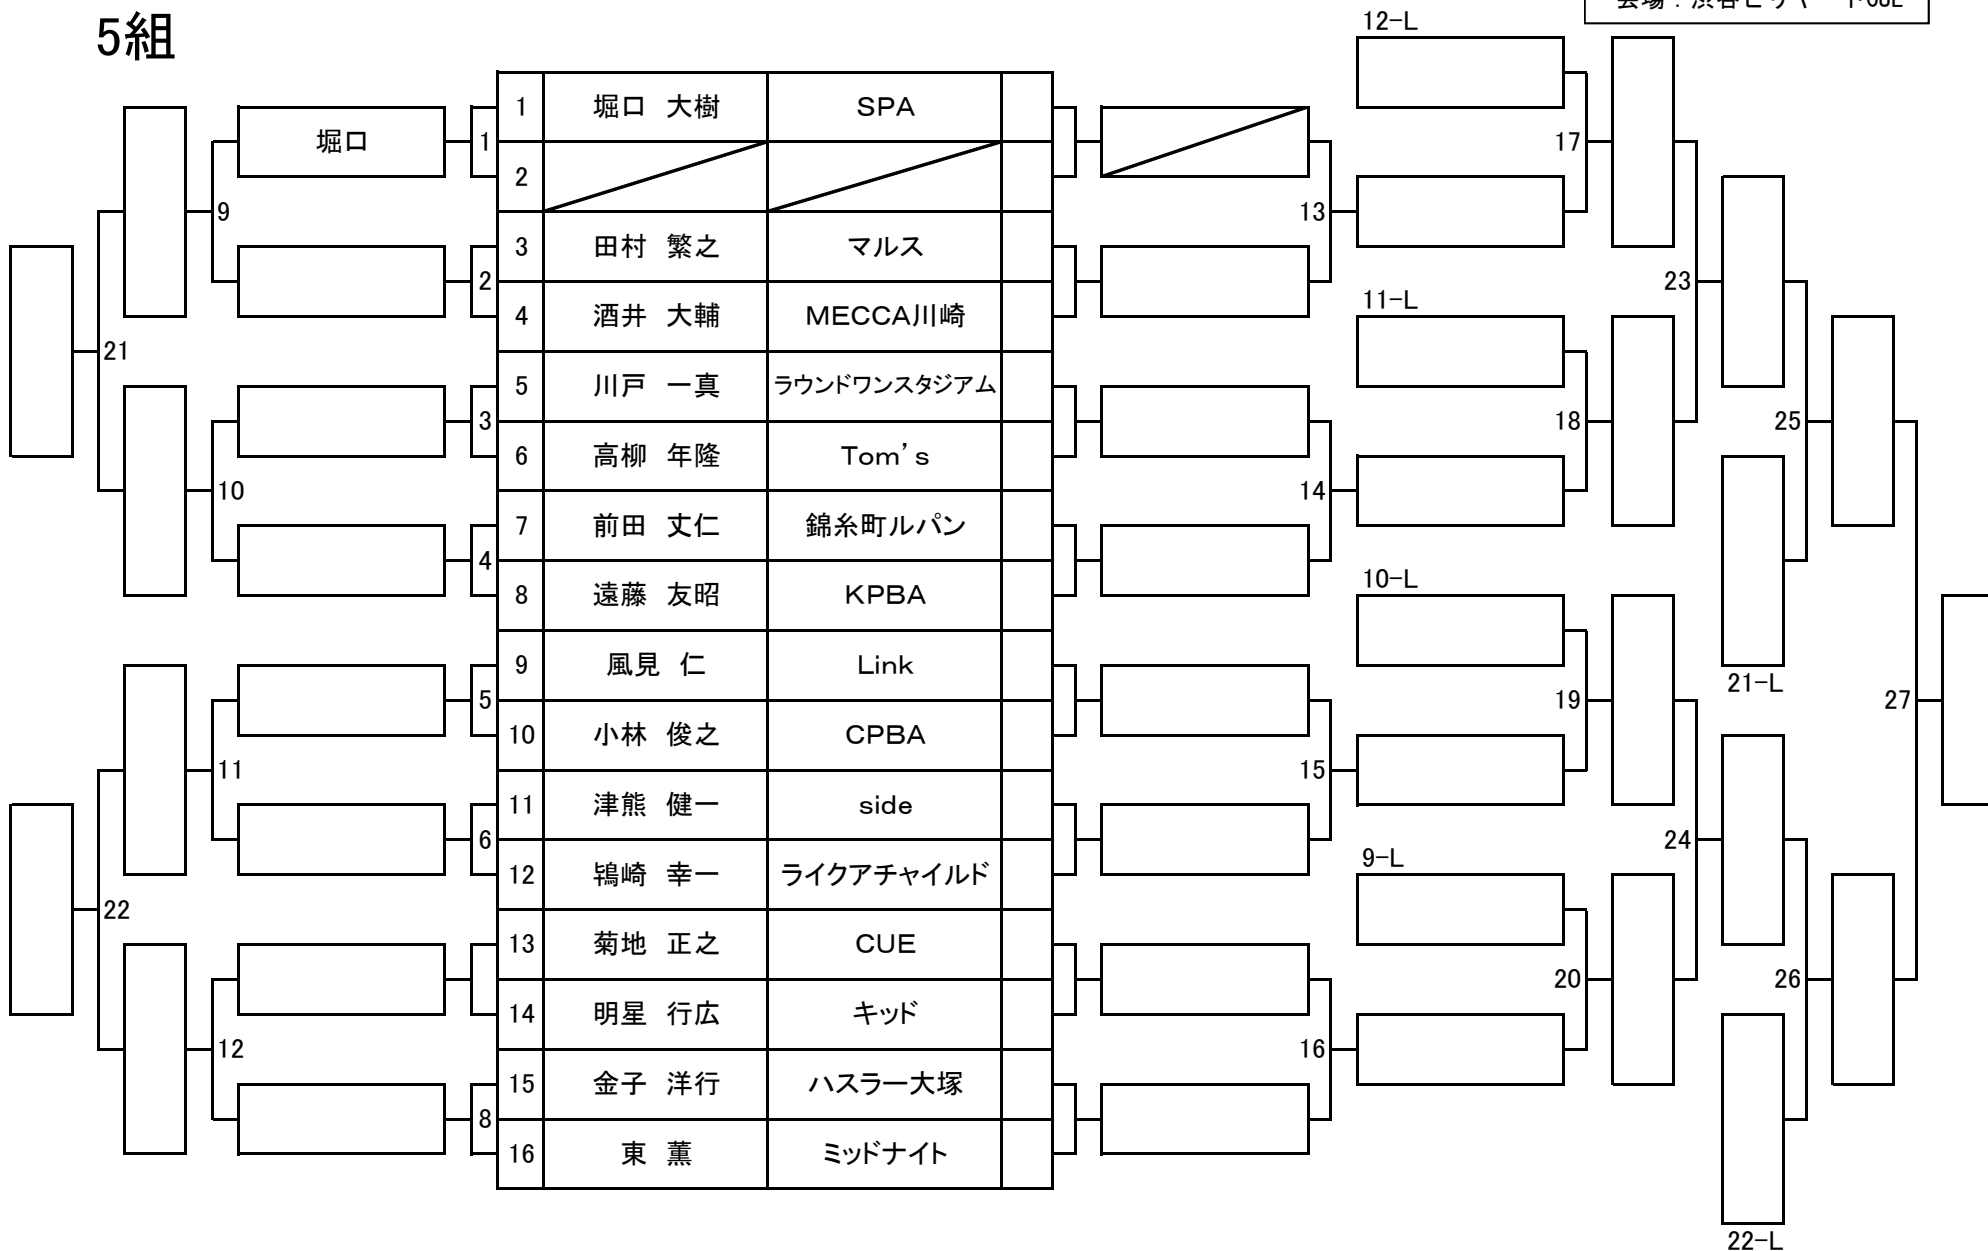 5組
12-L
1 堀口 大樹 SPA
堀口
1
17
2
9
13
3 田村 繁之 マルス
2
23
11-L
4 酒井 大輔 MECCA川崎
21
5 川戸 一真 ラウンドワンスタジアム
3
18
25
6 高柳 年隆 Tom's
10
14
7 前田 丈仁 錦糸町ルパン
4
10-L
8 遠藤 友昭 KPBA
9 風見 仁 Link
21-L
5
19
27
10 小林 俊之 CPBA
11
15
11 津熊 健一 side
6
24
9-L
12 鴇崎 幸一 ライクアチャイルド
22
13 菊地 正之 CUE
20
26
14 明星 行広 キッド
12
16
15 金子 洋行 ハスラー大塚
8
16 東 薫 ミッドナイト
22-L